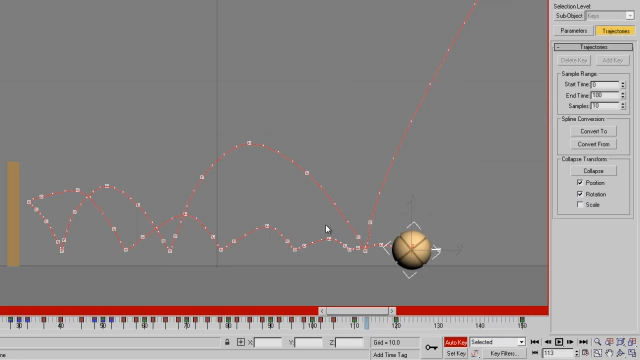 Selection Level:
Sub-Object Keys
Parameters Trajectories
- Trajectories
Delete Key Add Key
Sample Range:
Start Time: 0
End Time: 100
Samples: 10
Spline Conversion:
Convert To
Convert From
Collapse Transform:
Collapse
Position
Rotation
Scale
30 40 50 60 70 80 90 100 110 120 130 140 150
X: Y: Z: Grid = 10.0 Auto Key Selected
Add Time Tag Set Key Key Filters... 113